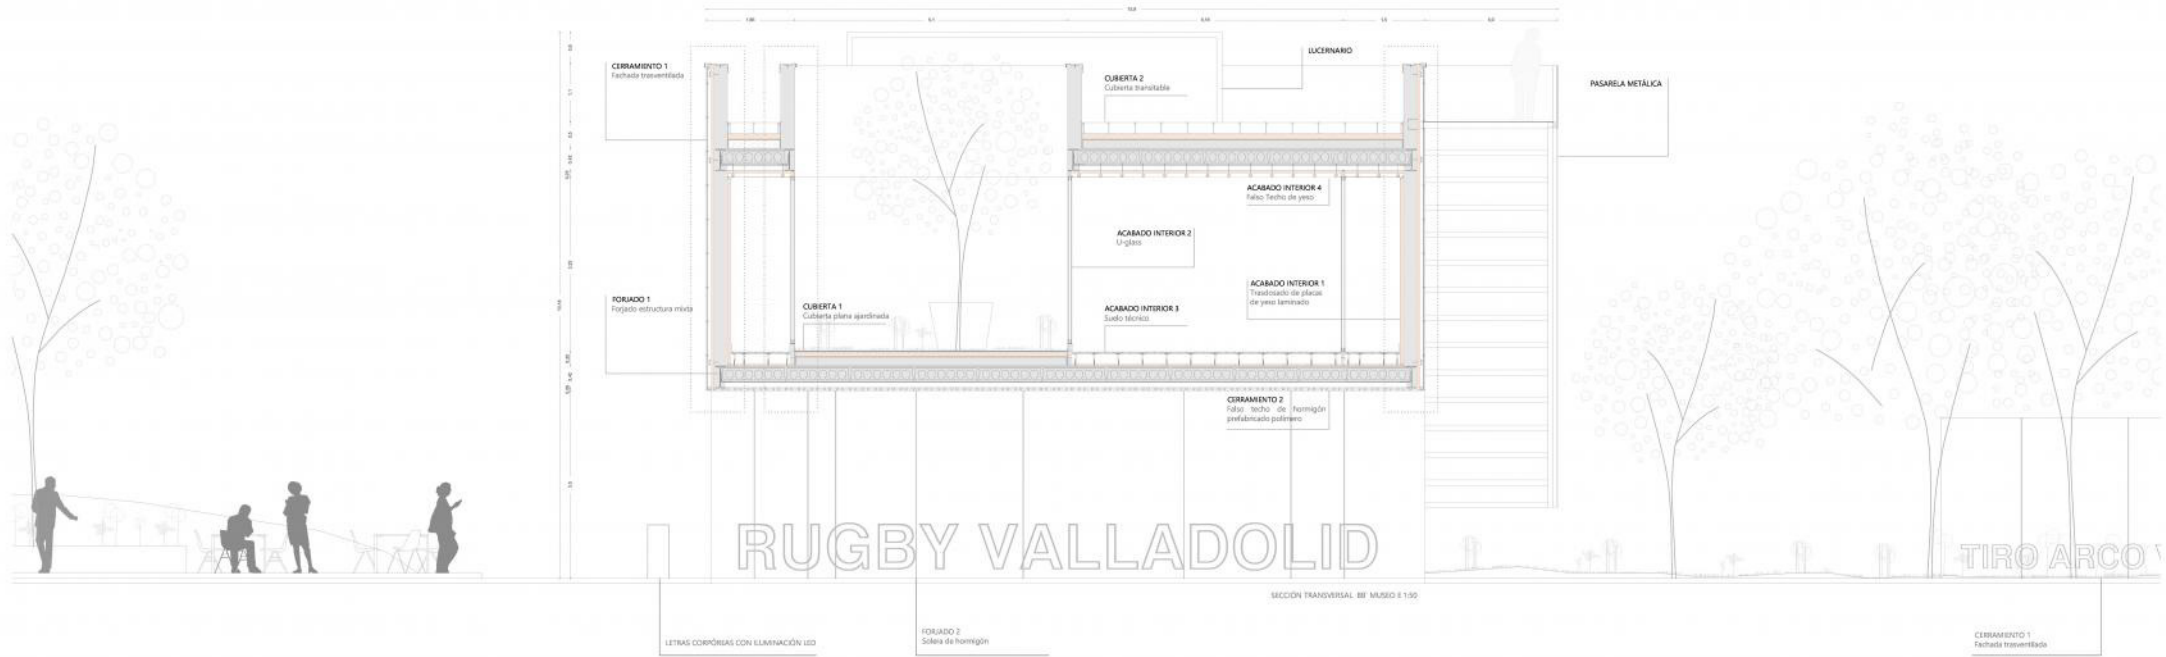 LUCERNARIO
CERRAMIENTO 1
Fachada trasventilada
CUBIERTA 2
Cubierta transitable
PASARELA METÁLICA
ACABADO INTERIOR 4
Falso Techo de yeso
ACABADO INTERIOR 2
U-glass
ACABADO INTERIOR 1
Trasdosado de placas
de yeso laminado
FORJADO 1
Forjado estructura mixta
CUBIERTA 1
Cubierta plana ajardinada
ACABADO INTERIOR 3
Suelo técnico
CERRAMIENTO 2
Falso techo de hormigón
prefabricado polímero
RUGBY VALLADOLID
TIRO ARCO
SECCIÓN TRANSVERSAL BB' MUSEO E 1:50
LETRAS CORPÓREAS CON ILUMINACIÓN LED
FORJADO 2
Solera de hormigón
CERRAMIENTO 1
Fachada trasventilada